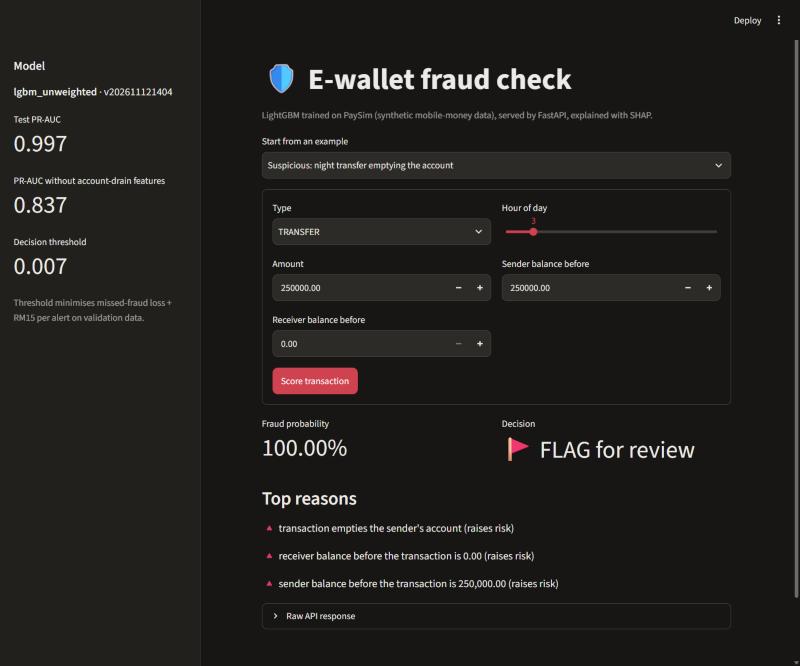 Deploy
Model
lgbm_unweighted · v202611121404
Test PR-AUC
0.997
PR-AUC without account-drain features
0.837
Decision threshold
0.007
Threshold minimises missed-fraud loss +
RM15 per alert on validation data.
E-wallet fraud check
LightGBM trained on PaySim (synthetic mobile-money data), served by FastAPI, explained with SHAP.
Start from an example
Suspicious: night transfer emptying the account
Type
TRANSFER
Hour of day
3
Amount
250000.00
Sender balance before
250000.00
Receiver balance before
0.00
Score transaction
Fraud probability
100.00%
Decision
FLAG for review
Top reasons
transaction empties the sender's account (raises risk)
receiver balance before the transaction is 0.00 (raises risk)
sender balance before the transaction is 250,000.00 (raises risk)
Raw API response